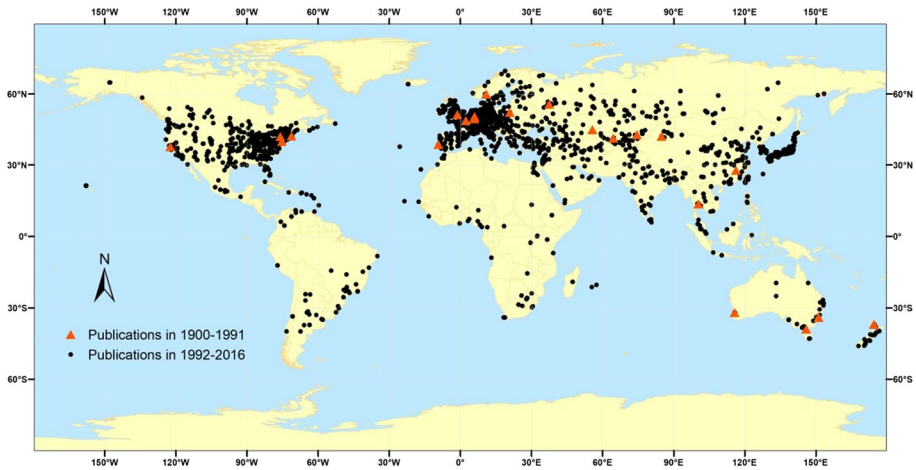 150°W 120°W 90°W 60°W 30°W 0° 30°E 60°E 90°E 120°E 150°E
60°N 60°N
30°N 30°N
0° 0°
N
30°S 30°S
Publications in 1900-1991
Publications in 1992-2016
60°S 60°S
150°W 120°W 90°W 60°W 30°W 0° 30°E 60°E 90°E 120°E 150°E